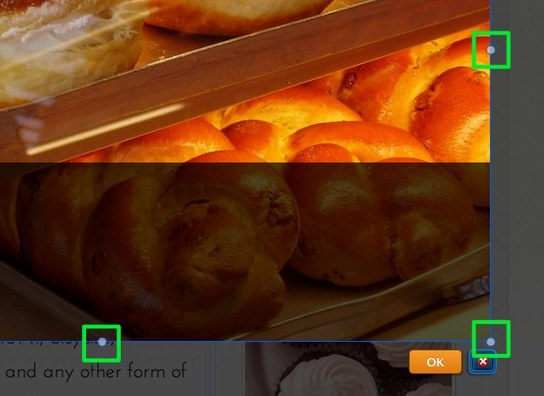 and any other form of
OK